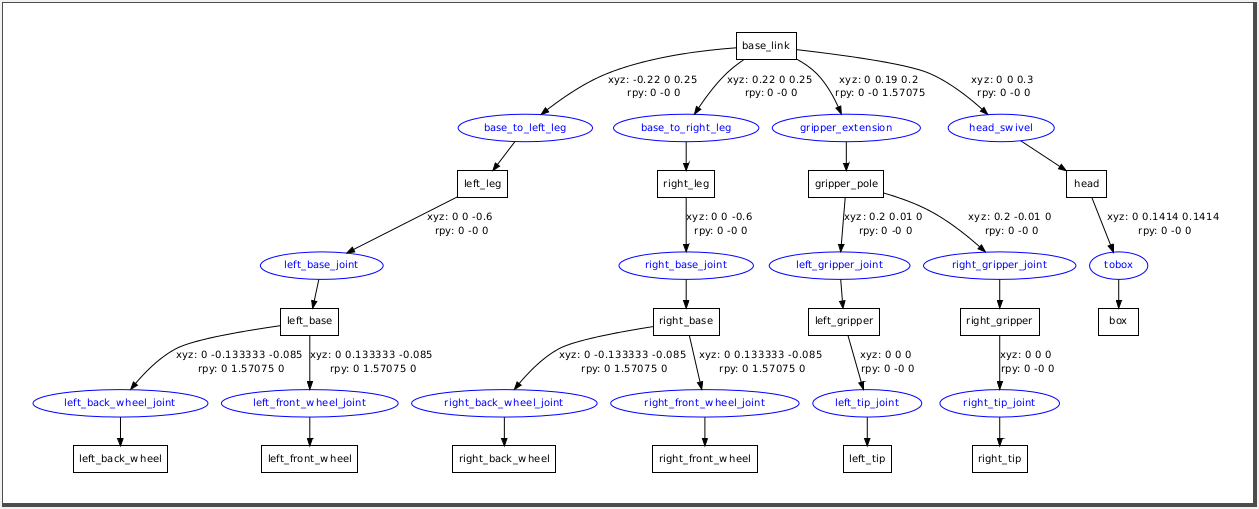 base_link
xyz: -0.22 0 0.25
rpy: 0 -0 0
xyz: 0.22 0 0.25
rpy: 0 -0 0
xyz: 0 0.19 0.2
rpy: 0 -0 1.57075
xyz: 0 0 0.3
rpy: 0 -0 0
base_to_left_leg
base_to_right_leg
gripper_extension
head_swivel
left_leg
right_leg
gripper_pole
head
xyz: 0 0 -0.6
rpy: 0 -0 0
xyz: 0 0 -0.6
rpy: 0 -0 0
xyz: 0.2 0.01 0
rpy: 0 -0 0
xyz: 0.2 -0.01 0
rpy: 0 -0 0
xyz: 0 0.1414 0.1414
rpy: 0 -0 0
left_base_joint
right_base_joint
left_gripper_joint
right_gripper_joint
tobox
left_base
right_base
left_gripper
right_gripper
box
xyz: 0 -0.133333 -0.085
rpy: 0 1.57075 0
xyz: 0 0.133333 -0.085
rpy: 0 1.57075 0
xyz: 0 -0.133333 -0.085
rpy: 0 1.57075 0
xyz: 0 0.133333 -0.085
rpy: 0 1.57075 0
xyz: 0 0 0
rpy: 0 -0 0
xyz: 0 0 0
rpy: 0 -0 0
left_back_wheel_joint
left_front_wheel_joint
right_back_wheel_joint
right_front_wheel_joint
left_tip_joint
right_tip_joint
left_back_wheel
left_front_wheel
right_back_wheel
right_front_wheel
left_tip
right_tip